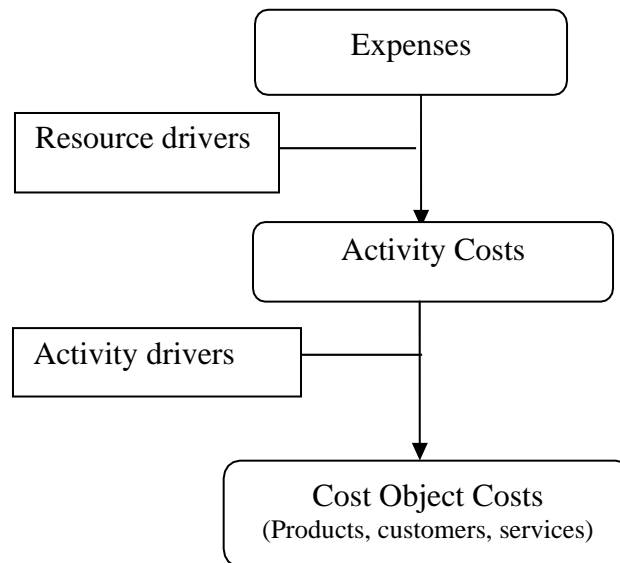 Expenses
Resource drivers
Activity Costs
Activity drivers
Cost Object Costs
(Products, customers, services)